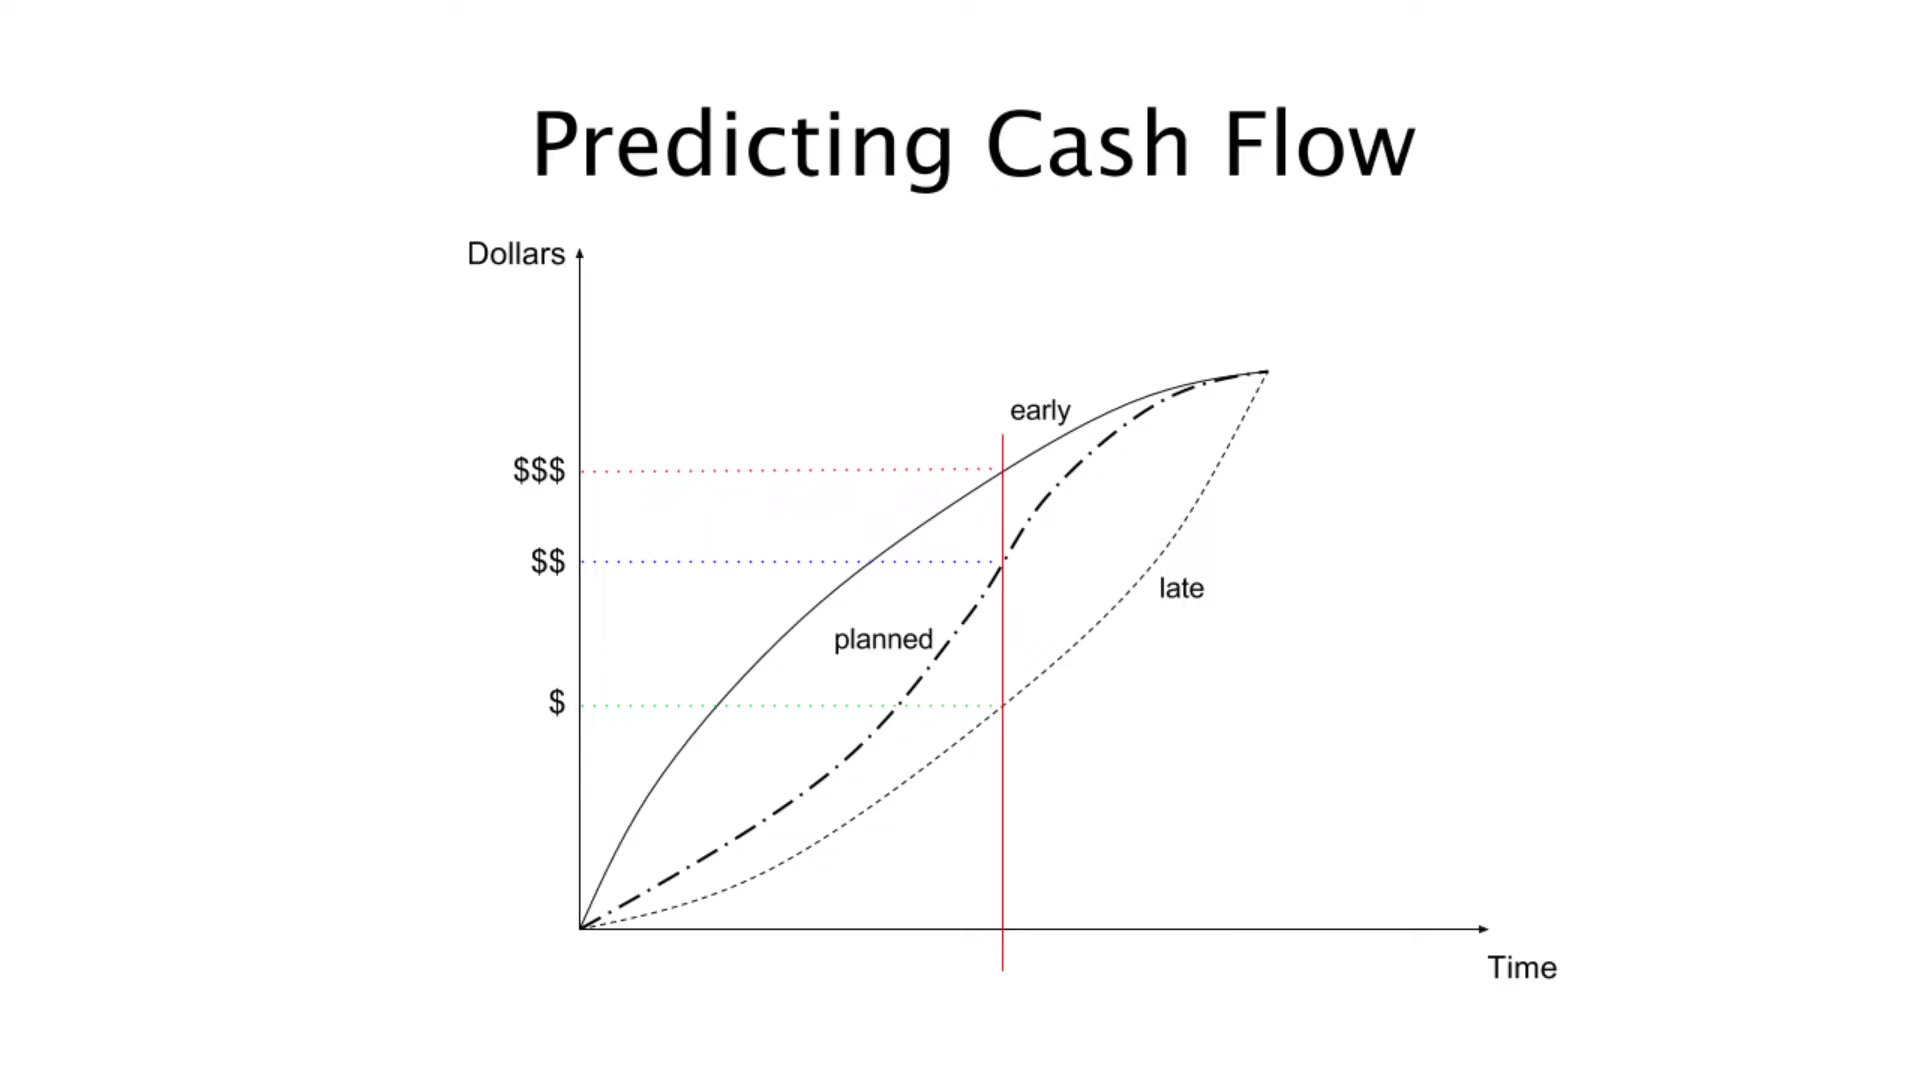 Predicting Cash Flow
Dollars
early
$$$
$$
late
planned
$
Time